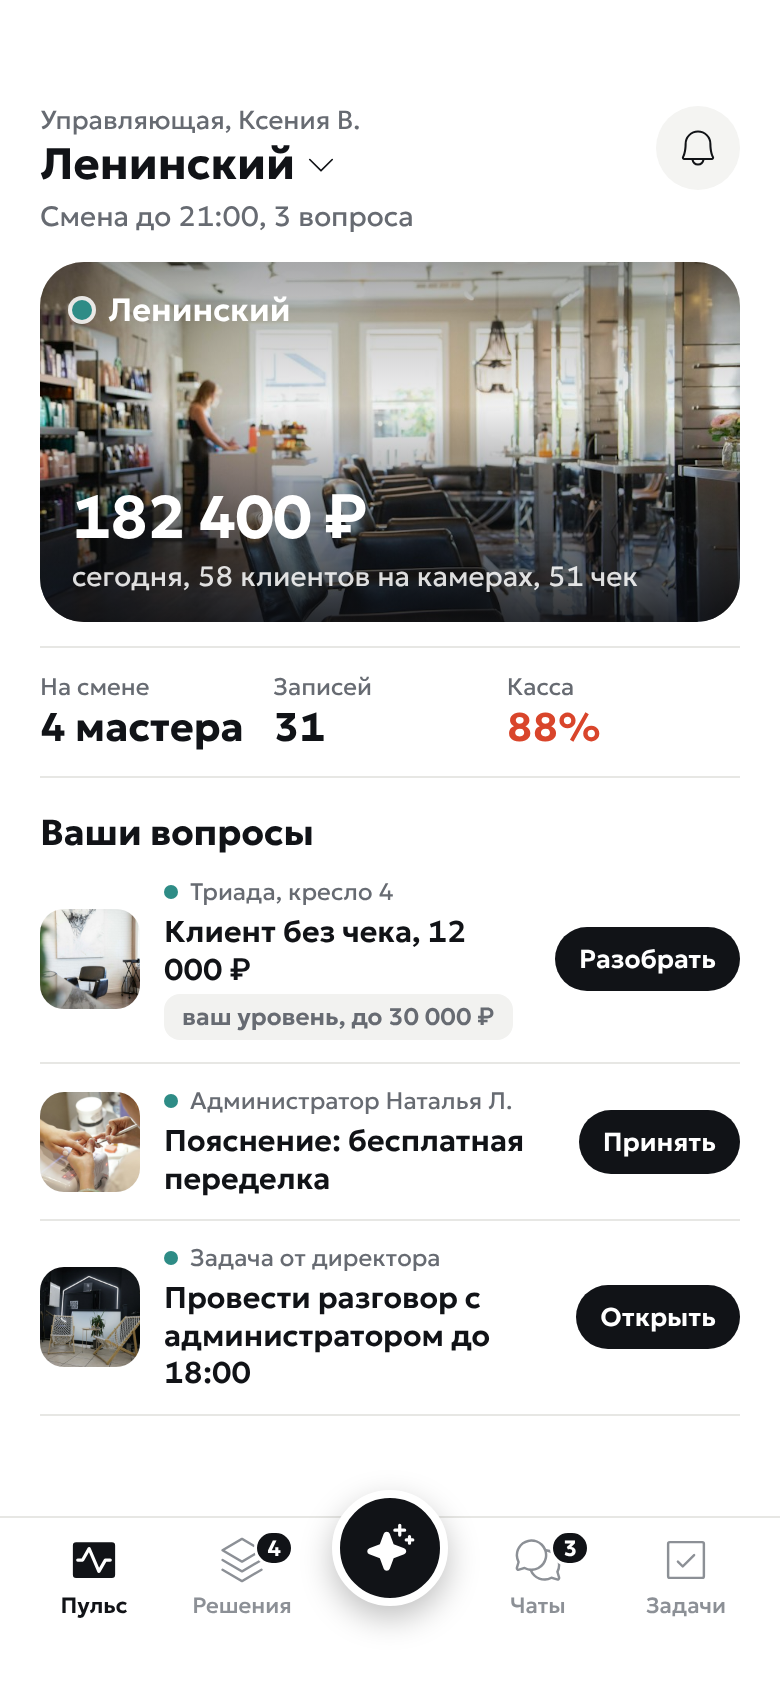 Управляющая, Ксения В.
Ленинский
Смена до 21:00, 3 вопроса
Ленинский
182 400 ₽
сегодня, 58 клиентов на камерах, 51 чек
На смене
4 мастера
Записей
31
Касса
88%
Ваши вопросы
Триада, кресло 4
Клиент без чека, 12
000 ₽
ваш уровень, до 30 000 ₽
Разобрать
Администратор Наталья Л.
Пояснение: бесплатная
переделка
Принять
Задача от директора
Провести разговор с
администратором до
18:00
Открыть
4
3
Пульс
Решения
Чаты
Задачи